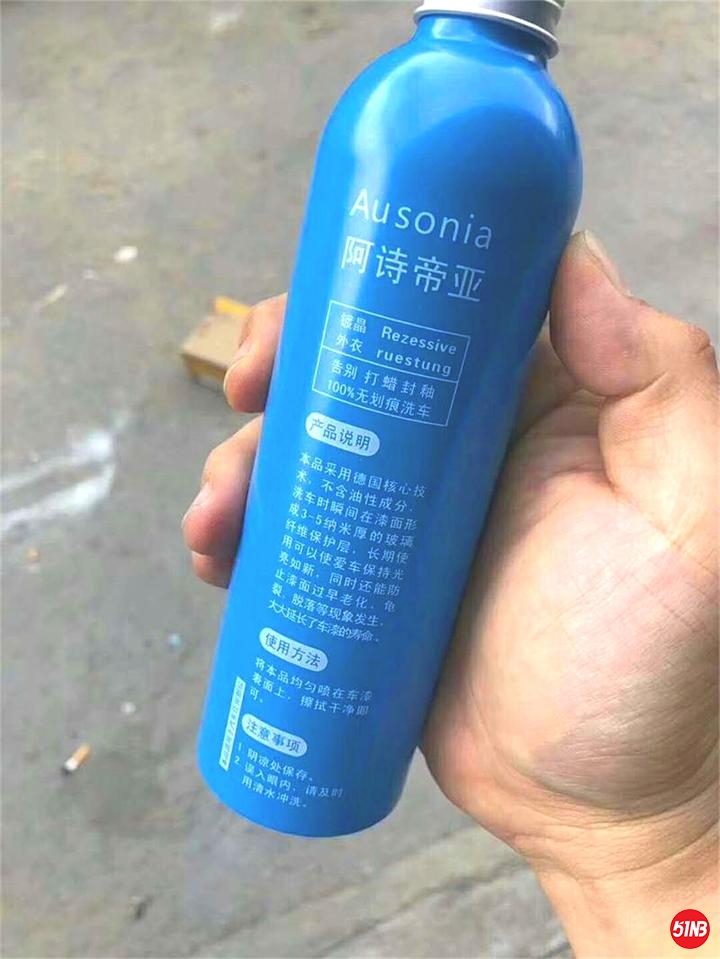 Ausonia
阿诗帝亚
镀晶 Rezessive
外衣 ruestung
告别 打蜡封釉
100%无划痕洗车
产品说明
本品采用德国核心技
术，不含油性成分，
洗车时瞬间在漆面形
成3-5纳米厚的玻璃
纤维保护层，长期使
用可以使爱车保持光
亮如新，同时还能防
止漆面过早老化、龟
裂、脱落等现象发生，
大大延长了车漆的寿命。
使用方法
将本品均匀喷在车漆
表面上，擦拭干净即
可。
注意事项
1 阴凉处保存。
2 误入眼内，请及时
用清水冲洗。
51NB